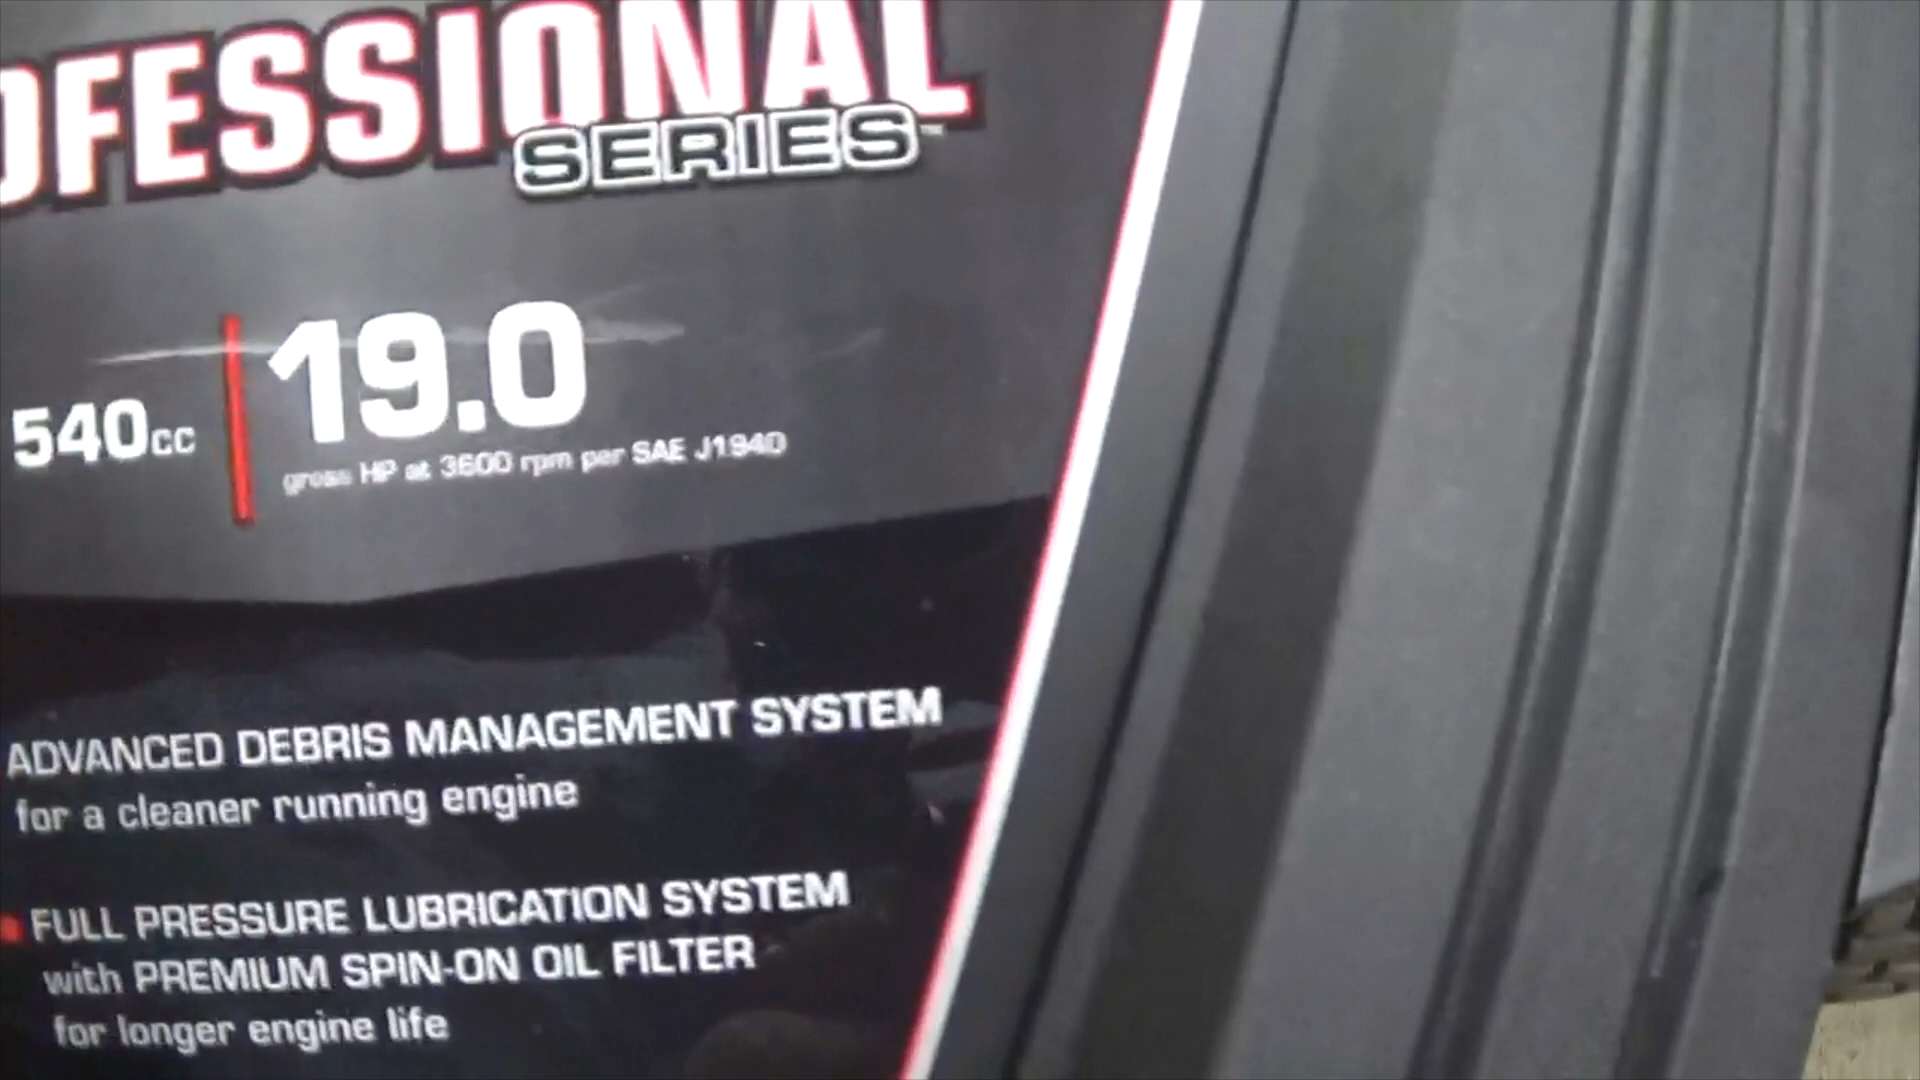 OFESSIONAL
SERIES
540cc
19.0
gross HP at 3600 rpm per SAE J1940
ADVANCED DEBRIS MANAGEMENT SYSTEM
for a cleaner running engine
FULL PRESSURE LUBRICATION SYSTEM
with PREMIUM SPIN-ON OIL FILTER
for longer engine life